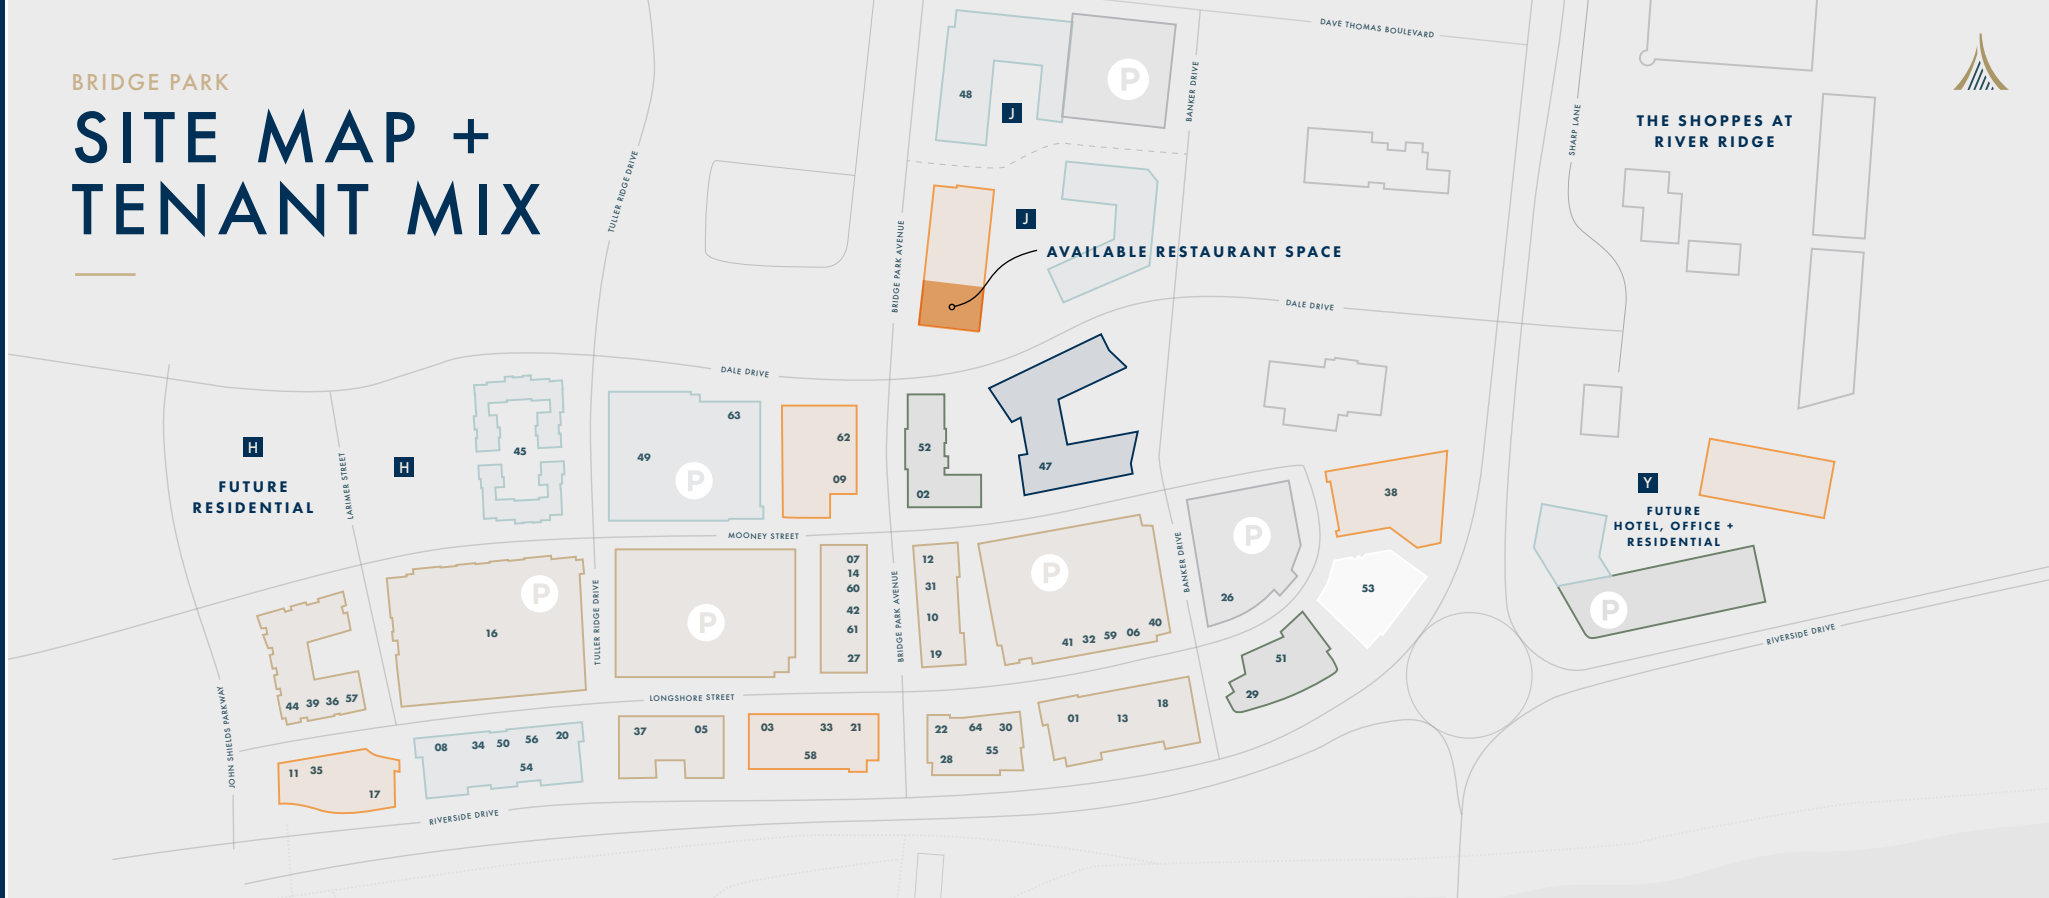 BRIDGE PARK
SITE MAP +
TENANT MIX
DAVE THOMAS BOULEVARD
BANKER DRIVE
SHARP LANE
THE SHOPPES AT
RIVER RIDGE
P
48
J
TULLER RIDGE DRIVE
J
BRIDGE PARK AVENUE
AVAILABLE RESTAURANT SPACE
DALE DRIVE
DALE DRIVE
H
FUTURE
RESIDENTIAL
LARIMER STREET
H
45
63
49
P
62
09
52
02
47
38
Y
FUTURE
HOTEL, OFFICE +
RESIDENTIAL
P
MOONEY STREET
BANKER DRIVE
P
26
53
16
P
TULLER RIDGE DRIVE
P
07
14
60
42
61
27
BRIDGE PARK AVENUE
12
31
10
19
P
41 32 59 06 40
51
29
RIVERSIDE DRIVE
44 39 36 57
JOHN SHIELDS PARKWAY
LONGSHORE STREET
11 35
17
08 34 50 56 20
54
37 05
03 33 21
58
22 64 30
28 55
01 13 18
RIVERSIDE DRIVE